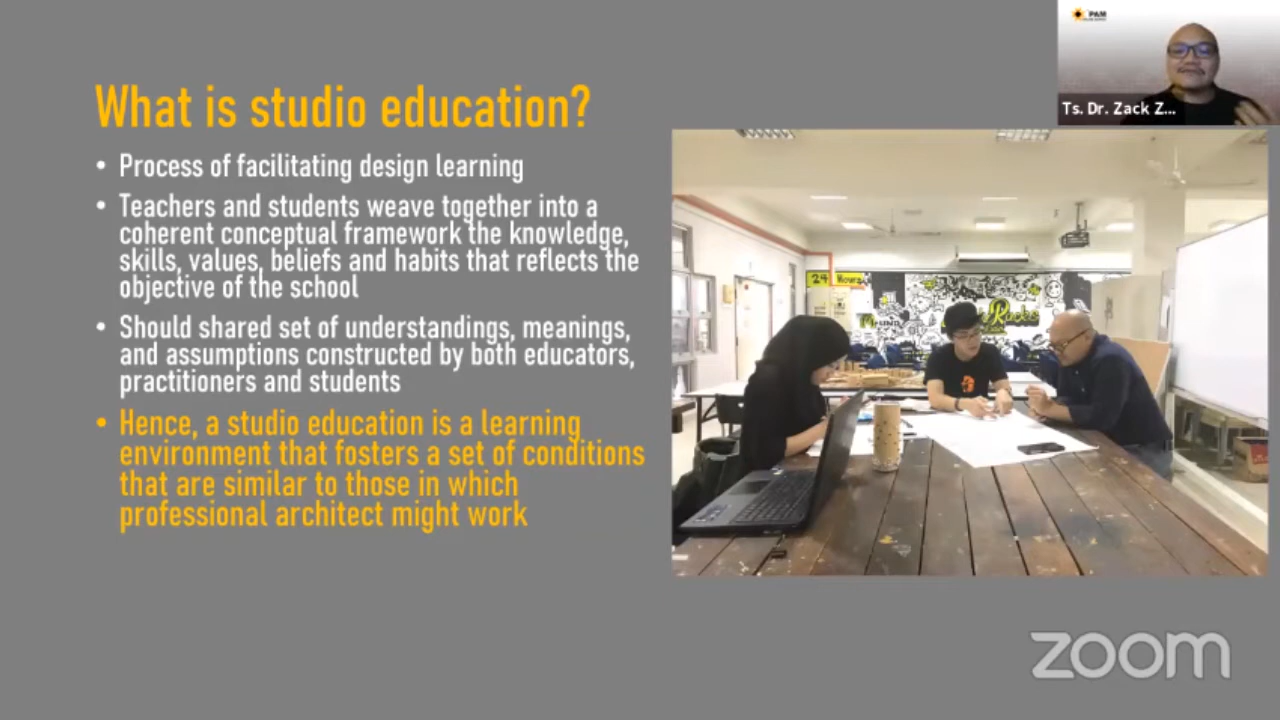 PAM
Ts. Dr. Zack Z...
What is studio education?
• Process of facilitating design learning
• Teachers and students weave together into a
coherent conceptual framework the knowledge,
skills, values, beliefs and habits that reflects the
objective of the school
• Should shared set of understandings, meanings,
and assumptions constructed by both educators,
practitioners and students
• Hence, a studio education is a learning
environment that fosters a set of conditions
that are similar to those in which
professional architect might work
24 Hours
zoom